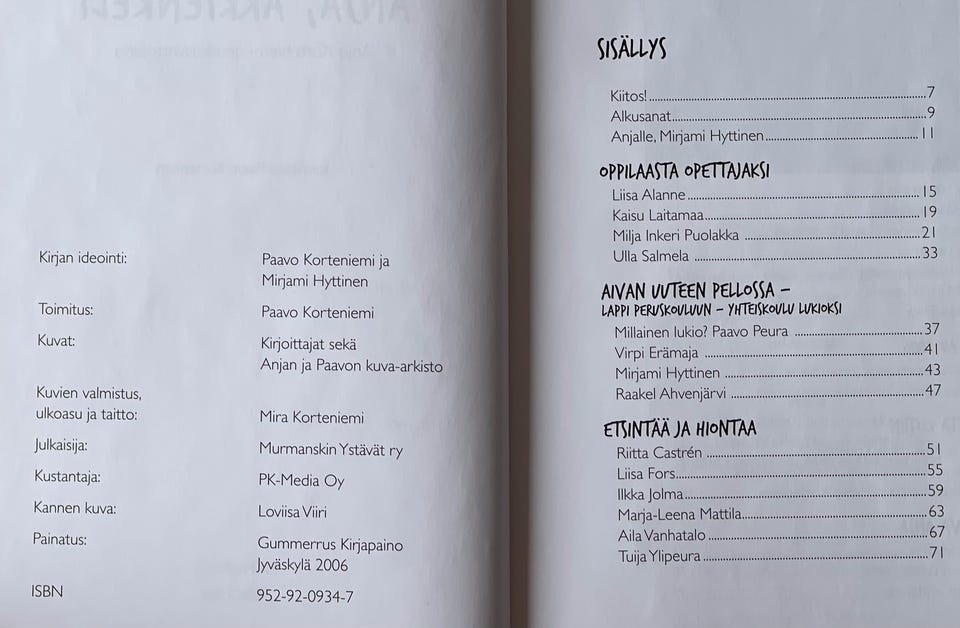 Kirjan ideointi: Paavo Korteniemi ja
Mirjami Hyttinen
Toimitus: Paavo Korteniemi
Kuvat: Kirjoittajat sekä
Anjan ja Paavon kuva-arkisto
Kuvien valmistus,
ulkoasu ja taitto: Mira Korteniemi
Julkaisija: Murmanskin Ystävät ry
Kustantaja: PK-Media Oy
Kannen kuva: Loviisa Viiri
Painatus: Gummerrus Kirjapaino
Jyväskylä 2006
ISBN 952-92-0934-7
SISÄLLYS
Kiitos! 7
Alkusanat 9
Anjalle, Mirjami Hyttinen 11
OPPILAASTA OPETTAJAKSI
Liisa Alanne 15
Kaisu Laitamaa 19
Milja Inkeri Puolakka 21
Ulla Salmela 33
AIVAN UUTEEN PELLOSSA –
LAPPI PERUSKOULUUN – YHTEISKOULU LUKIOKSI
Millainen lukio? Paavo Peura 37
Virpi Erämaja 41
Mirjami Hyttinen 43
Raakel Ahvenjärvi 47
ETSINTÄÄ JA HIONTAA
Riitta Castrén 51
Liisa Fors 55
Ilkka Jolma 59
Marja-Leena Mattila 63
Aila Vanhatalo 67
Tuija Ylipeura 71